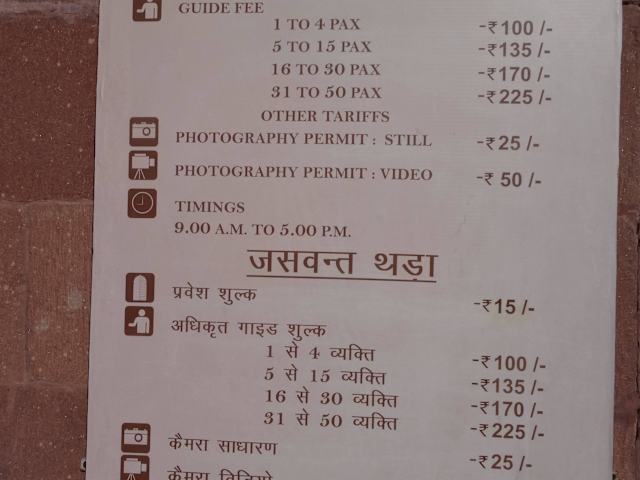 GUIDE FEE
1 TO 4 PAX -₹100 /-
5 TO 15 PAX -₹135 /-
16 TO 30 PAX -₹170 /-
31 TO 50 PAX -₹225 /-
OTHER TARIFFS
PHOTOGRAPHY PERMIT : STILL -₹25 /-
PHOTOGRAPHY PERMIT : VIDEO -₹ 50 /-
TIMINGS
9.00 A.M. TO 5.00 P.M.
जसवन्त थड़ा
प्रवेश शुल्क -₹15 /-
अधिकृत गाइड शुल्क
1 से 4 व्यक्ति -₹100 /-
5 से 15 व्यक्ति -₹135 /-
16 से 30 व्यक्ति -₹170 /-
31 से 50 व्यक्ति -₹225 /-
कैमरा साधारण -₹25 /-
कैमरा विडियो